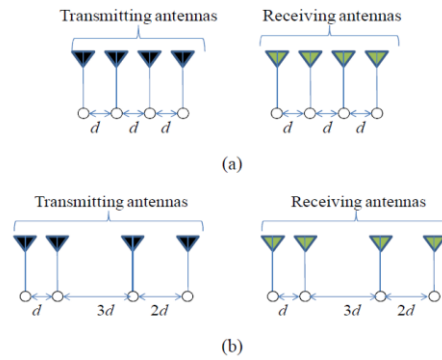 Transmitting antennas Receiving antennas
d d d d d d
(a)
Transmitting antennas Receiving antennas
d 3d 2d d 3d 2d
(b)